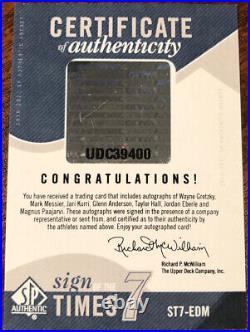 CERTIFICATE
of authenticity
UDC39400
CONGRATULATIONS!
You have received a trading card that includes autographs of Wayne Gretzky,
Mark Messier, Jari Kurri, Glenn Anderson, Taylor Hall, Jordan Eberle and
Magnus Paajarvi. These autographs were signed in the presence of a company
representative or sent from, and certified as to their authenticity by
the athletes named above. Enjoy your autographed card!
Richard P. McWilliam
Richard P. McWilliam
The Upper Deck Company, Inc.
SP
AUTHENTIC
sign OF THE
TIMES 7
ST7-EDM